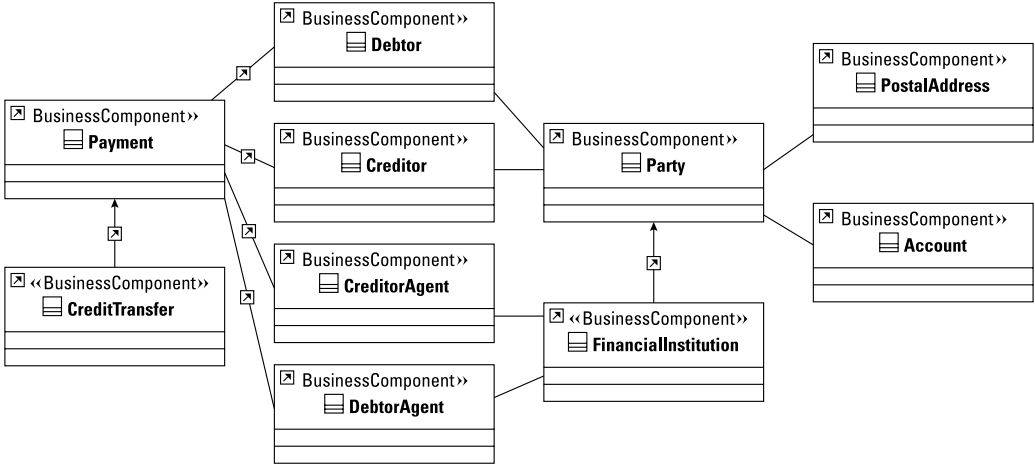 BusinessComponent››
Debtor
BusinessComponent››
Payment
BusinessComponent››
Creditor
BusinessComponent››
Party
BusinessComponent››
PostalAddress
BusinessComponent››
Account
‹‹BusinessComponent››
CreditTransfer
BusinessComponent››
CreditorAgent
‹‹BusinessComponent››
FinancialInstitution
BusinessComponent››
DebtorAgent